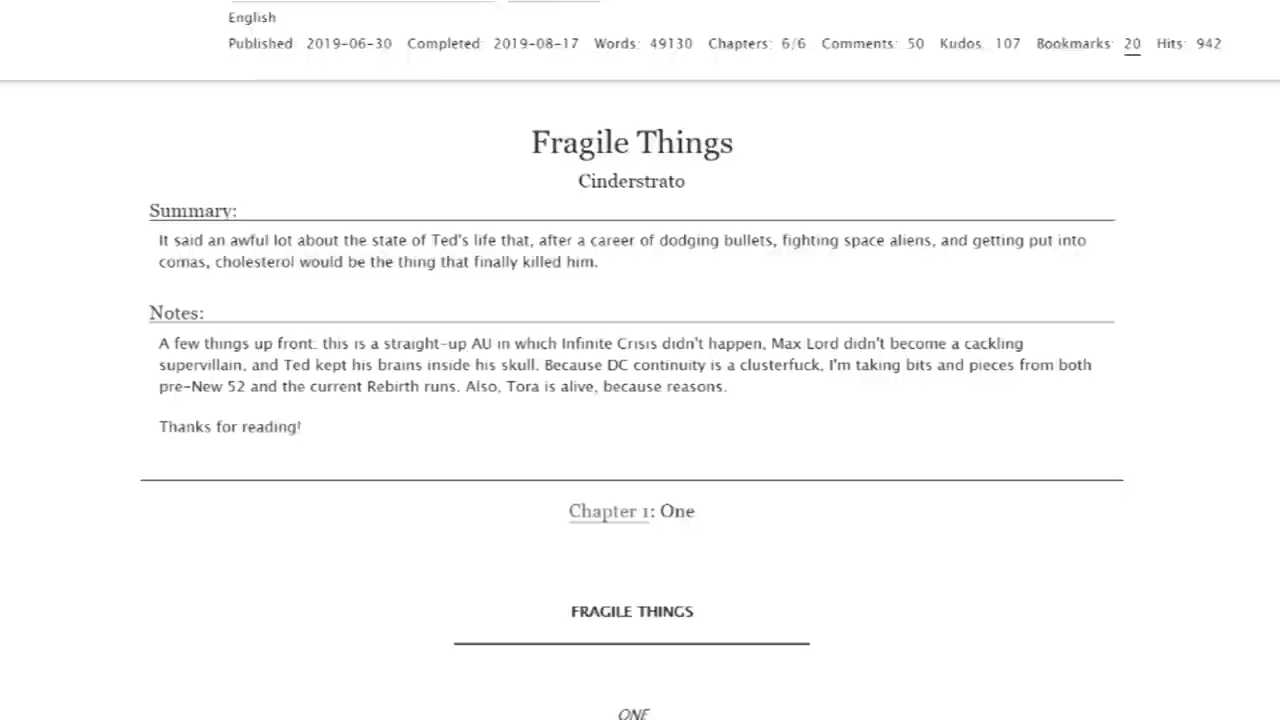 English
Published: 2019-06-30 Completed: 2019-08-17 Words: 49130 Chapters: 6/6 Comments: 50 Kudos: 107 Bookmarks: 20 Hits: 942
Fragile Things
Cinderstrato
Summary:
It said an awful lot about the state of Ted's life that, after a career of dodging bullets, fighting space aliens, and getting put into
comas, cholesterol would be the thing that finally killed him.
Notes:
A few things up front: this is a straight-up AU in which Infinite Crisis didn't happen, Max Lord didn't become a cackling
supervillain, and Ted kept his brains inside his skull. Because DC continuity is a clusterfuck, I'm taking bits and pieces from both
pre-New 52 and the current Rebirth runs. Also, Tora is alive, because reasons.
Thanks for reading!
Chapter 1: One
FRAGILE THINGS
ONE